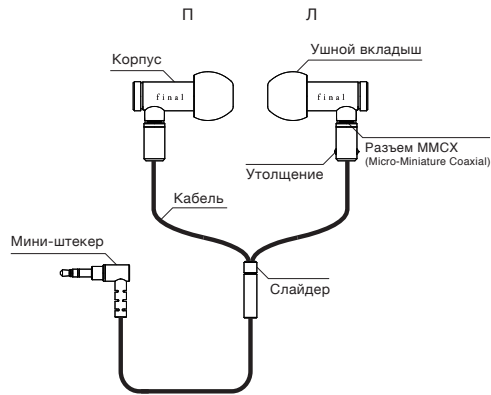 П Л
Ушной вкладыш
Корпус
final final
Разъем MMCX
(Micro-Miniature Coaxial)
Утолщение
Кабель
Мини-штекер
Слайдер